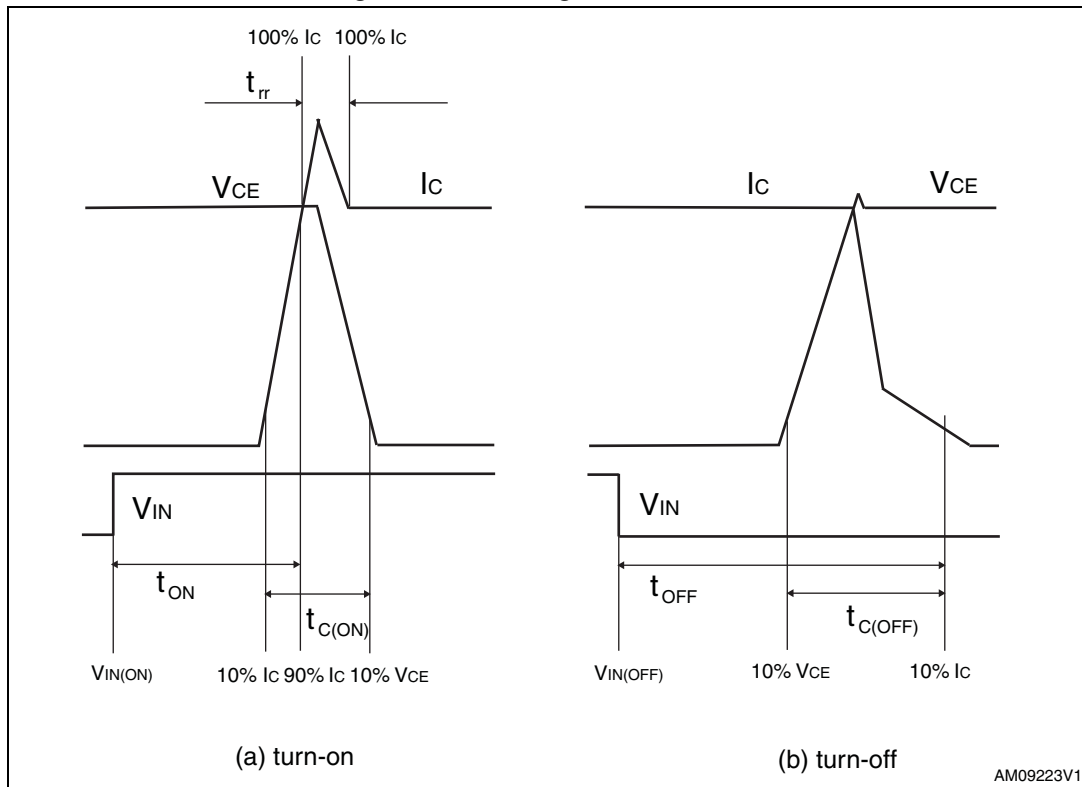 100% IC 100% IC
trr
VCE
IC
VIN
tON
tC(ON)
VIN(ON)
10% IC 90% IC 10% VCE
(a) turn-on
IC
VCE
VIN
tOFF
tC(OFF)
VIN(OFF)
10% VCE
10% IC
(b) turn-off
AM09223V1